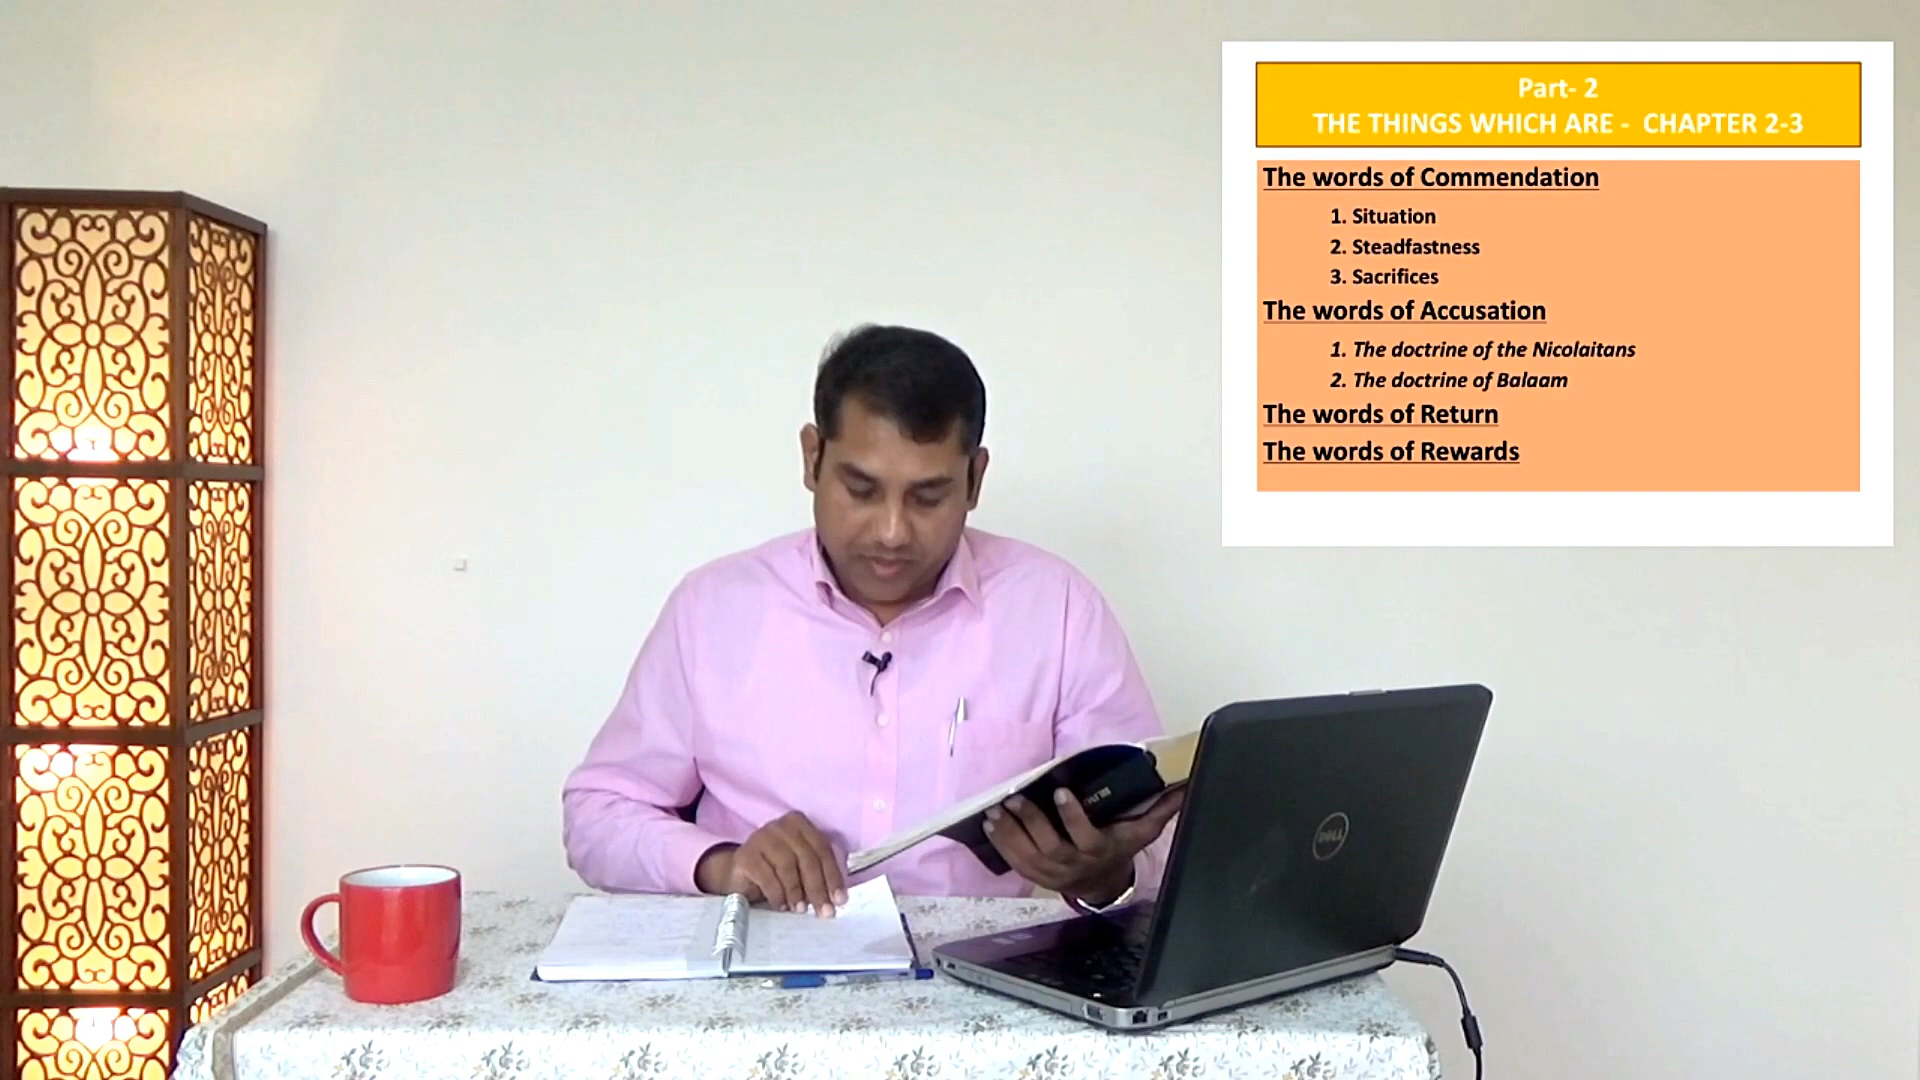 Part- 2
THE THINGS WHICH ARE - CHAPTER 2-3
The words of Commendation
1. Situation
2. Steadfastness
3. Sacrifices
The words of Accusation
1. The doctrine of the Nicolaitans
2. The doctrine of Balaam
The words of Return
The words of Rewards
DELL